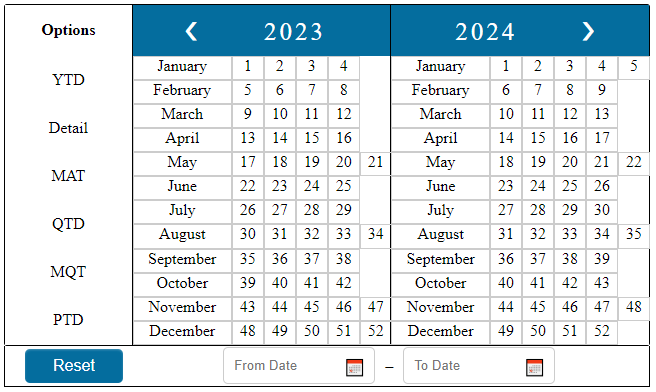 Options ❮ 2023 2024 ❯
YTD
Detail
MAT
QTD
MQT
PTD
January 1 2 3 4
February 5 6 7 8
March 9 10 11 12
April 13 14 15 16
May 17 18 19 20 21
June 22 23 24 25
July 26 27 28 29
August 30 31 32 33 34
September 35 36 37 38
October 39 40 41 42
November 43 44 45 46 47
December 48 49 50 51 52
January 1 2 3 4 5
February 6 7 8 9
March 10 11 12 13
April 14 15 16 17
May 18 19 20 21 22
June 23 24 25 26
July 27 28 29 30
August 31 32 33 34 35
September 36 37 38 39
October 40 41 42 43
November 44 45 46 47 48
December 49 50 51 52
Reset From Date – To Date